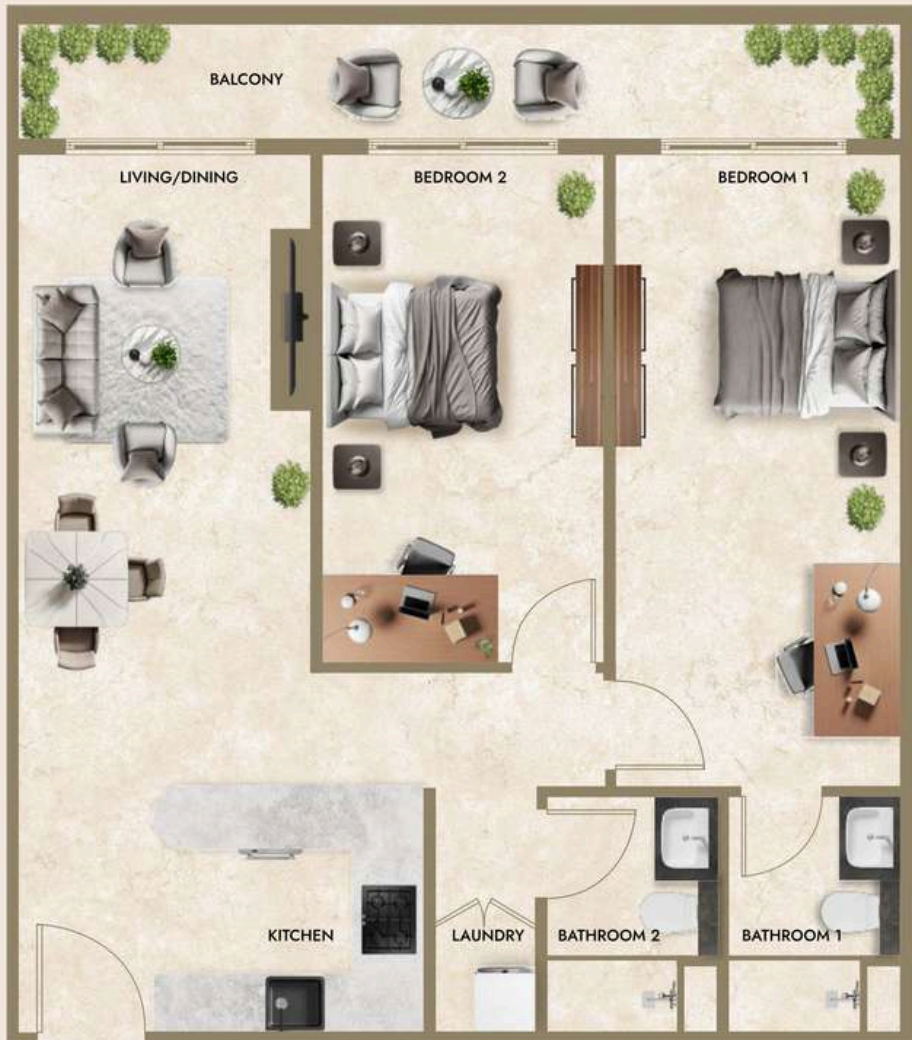 BALCONY
LIVING/DINING
BEDROOM 2
BEDROOM 1
KITCHEN
LAUNDRY
BATHROOM 2
BATHROOM 1